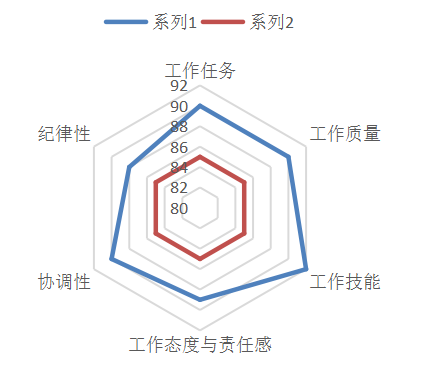 系列1 系列2
工作任务
92
90
纪律性
88
工作质量
86
84
82
80
协调性
工作技能
工作态度与责任感